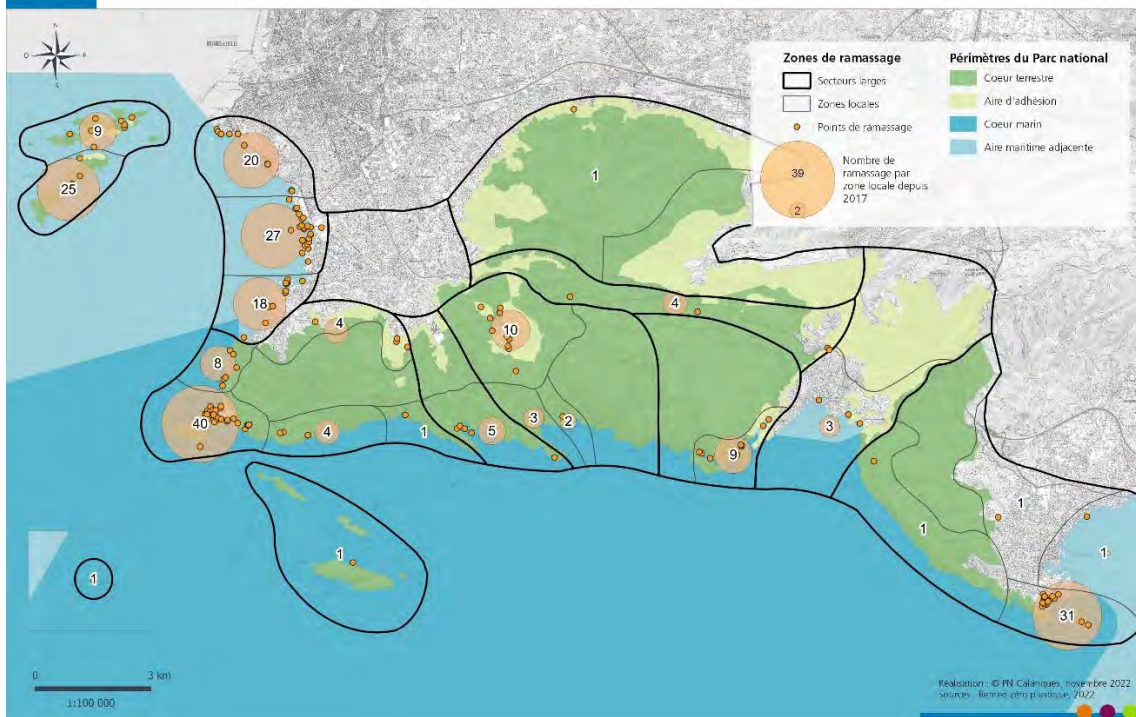 MARSEILLE
N
O
E
S
Zones de ramassage
Secteurs larges
Zones locales
Points de ramassage
39
2
Nombre de
ramassage par
zone locale depuis
2017
Périmètres du Parc national
Coeur terrestre
Aire d'adhésion
Coeur marin
Aire maritime adjacente
9
25
20
27
18
8
40
4
4
1
5
3
2
10
4
1
9
3
1
1
1
31
1
1
0 3 km
1:100 000
Réalisation : © PN Calanques, novembre 2022
Sources : Remed zéro plastique, 2022